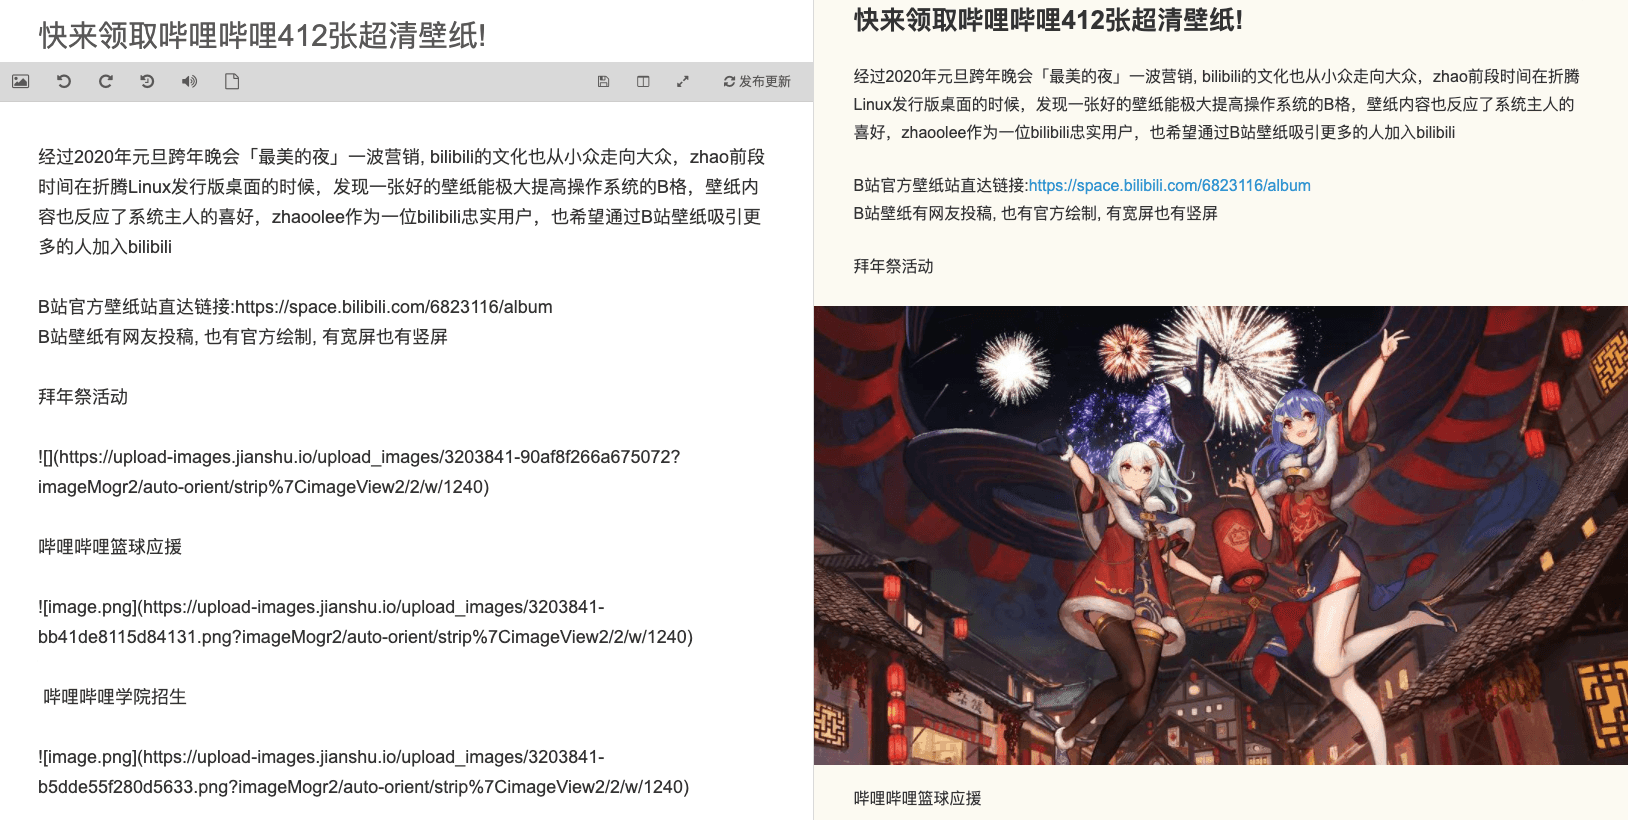 快来领取哔哩哔哩412张超清壁纸!
发布更新
经过2020年元旦跨年晚会「最美的夜」一波营销, bilibili的文化也从小众走向大众，zhao前段
时间在折腾Linux发行版桌面的时候，发现一张好的壁纸能极大提高操作系统的B格，壁纸内
容也反应了系统主人的喜好，zhaoolee作为一位bilibili忠实用户，也希望通过B站壁纸吸引更
多的人加入bilibili
B站官方壁纸站直达链接:https://space.bilibili.com/6823116/album
B站壁纸有网友投稿, 也有官方绘制, 有宽屏也有竖屏
拜年祭活动
![](https://upload-images.jianshu.io/upload_images/3203841-90af8f266a675072?
imageMogr2/auto-orient/strip%7CimageView2/2/w/1240)
哔哩哔哩篮球应援
![image.png](https://upload-images.jianshu.io/upload_images/3203841-
bb41de8115d84131.png?imageMogr2/auto-orient/strip%7CimageView2/2/w/1240)
哔哩哔哩学院招生
![image.png](https://upload-images.jianshu.io/upload_images/3203841-
b5dde55f280d5633.png?imageMogr2/auto-orient/strip%7CimageView2/2/w/1240)
快来领取哔哩哔哩412张超清壁纸!
经过2020年元旦跨年晚会「最美的夜」一波营销, bilibili的文化也从小众走向大众，zhao前段时间在折腾
Linux发行版桌面的时候，发现一张好的壁纸能极大提高操作系统的B格，壁纸内容也反应了系统主人的
喜好，zhaoolee作为一位bilibili忠实用户，也希望通过B站壁纸吸引更多的人加入bilibili
B站官方壁纸站直达链接:https://space.bilibili.com/6823116/album
B站壁纸有网友投稿, 也有官方绘制, 有宽屏也有竖屏
拜年祭活动
哔哩哔哩篮球应援